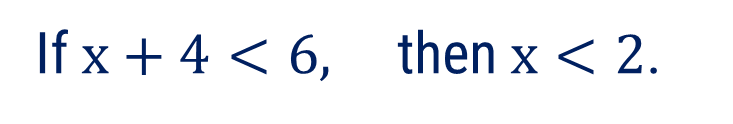 If x + 4 < 6, then x < 2.